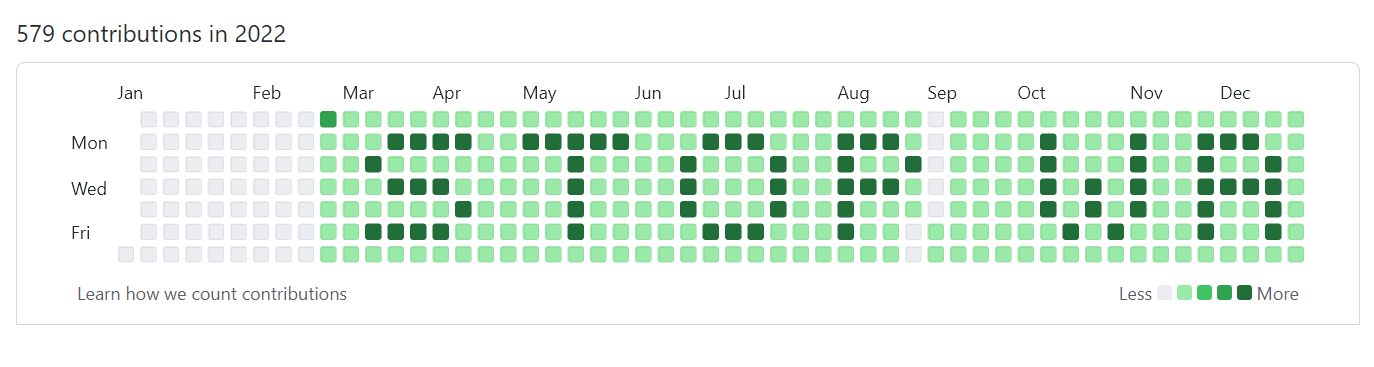 579 contributions in 2022
Jan Feb Mar Apr May Jun Jul Aug Sep Oct Nov Dec
Mon
Wed
Fri
STOP W
Learn how we count contributions
Less More